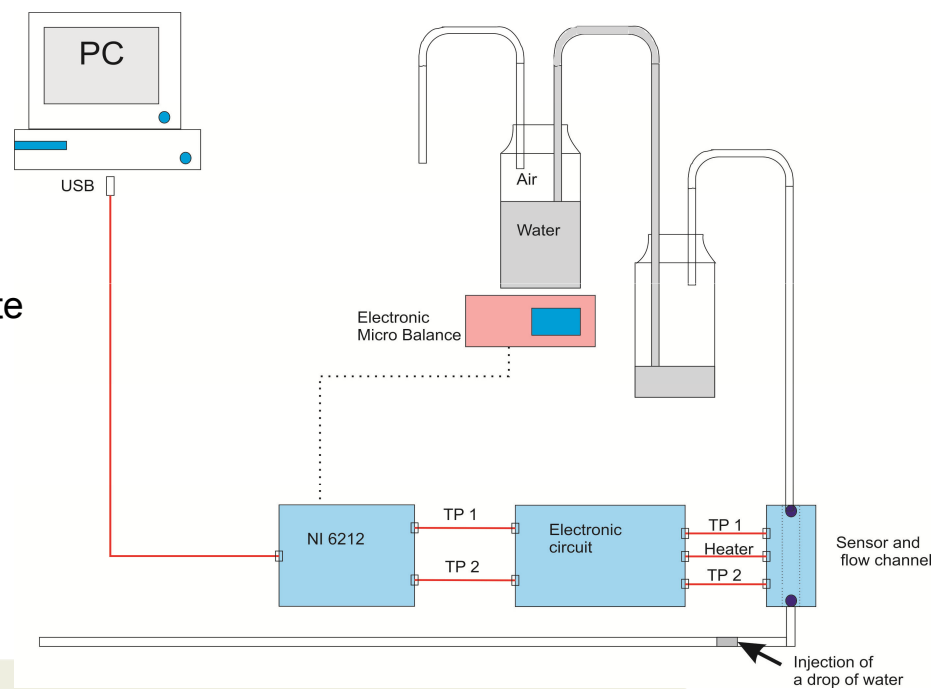 PC
USB
Air
Water
te
Electronic
Micro Balance
NI 6212
TP 1
TP 2
Electronic
circuit
TP 1
Heater
TP 2
Sensor and
flow channel
Injection of
a drop of water